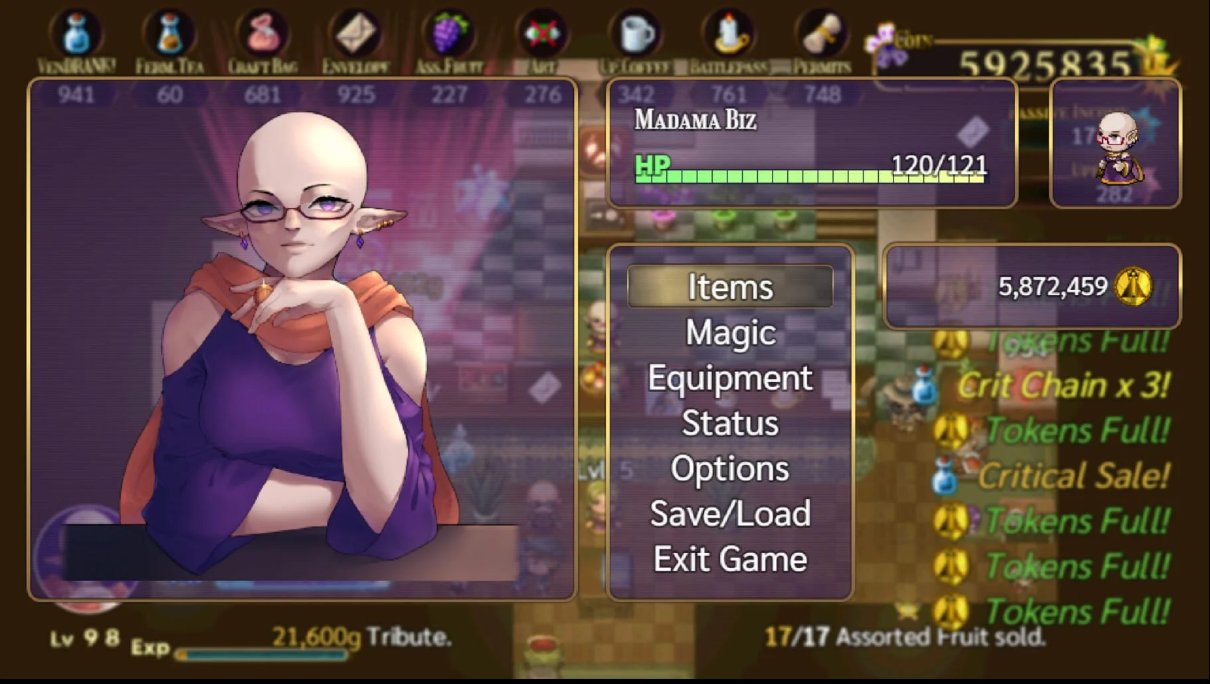 VENDRANK!
FERM.TEA
CRAFT BAG
ENVELOPE
ASS.FRUIT
ART
UP.COFFEE
BATTLEPASS
PERMITS
COIN
5925835
941
60
681
925
227
276
342
761
748
MADAMA BIZ
HP
120/121
282
Items
Magic
Equipment
Status
Options
Save/Load
Exit Game
5,872,459
Tokens Full!
Crit Chain x 3!
Tokens Full!
Critical Sale!
Tokens Full!
Tokens Full!
Tokens Full!
Lv 98
Exp
21,600g Tribute.
17/17 Assorted Fruit sold.